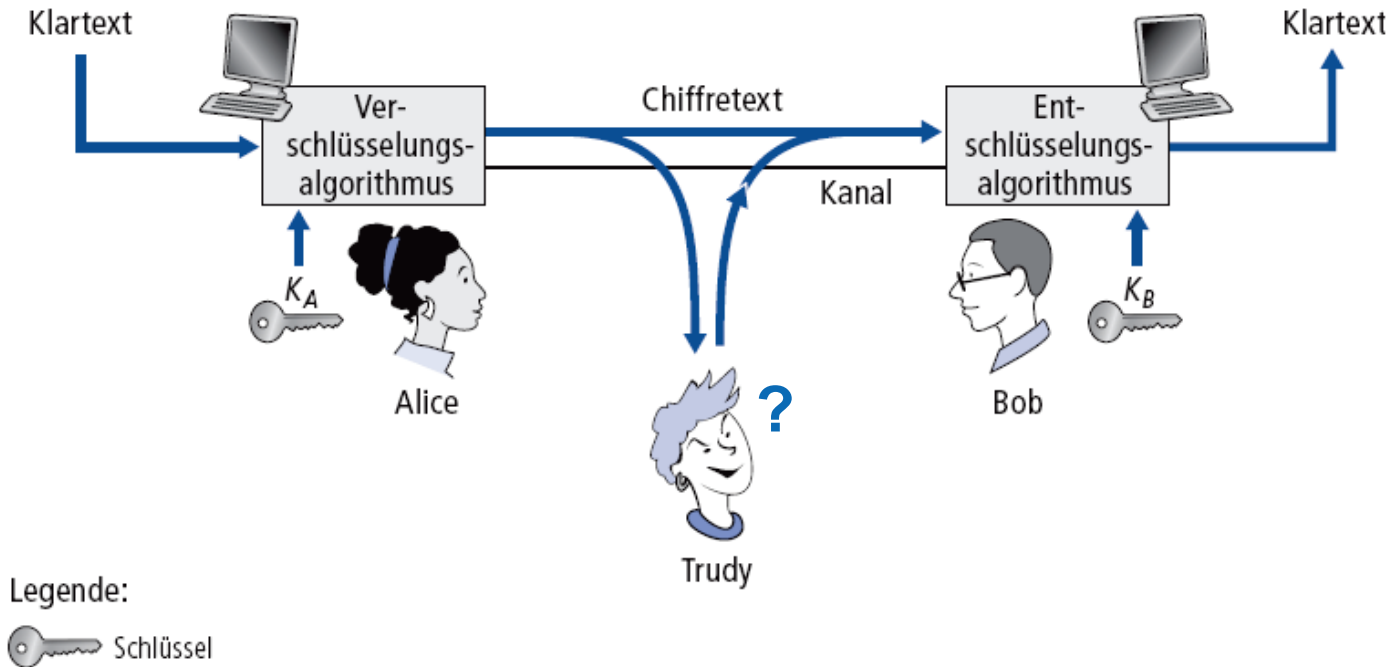 Klartext
Klartext
Ver-
schlüsselungs-
algorithmus
Chiffretext
Ent-
schlüsselungs-
algorithmus
Kanal
K_A
K_B
Alice
Bob
?
Trudy
Legende:
Schlüssel